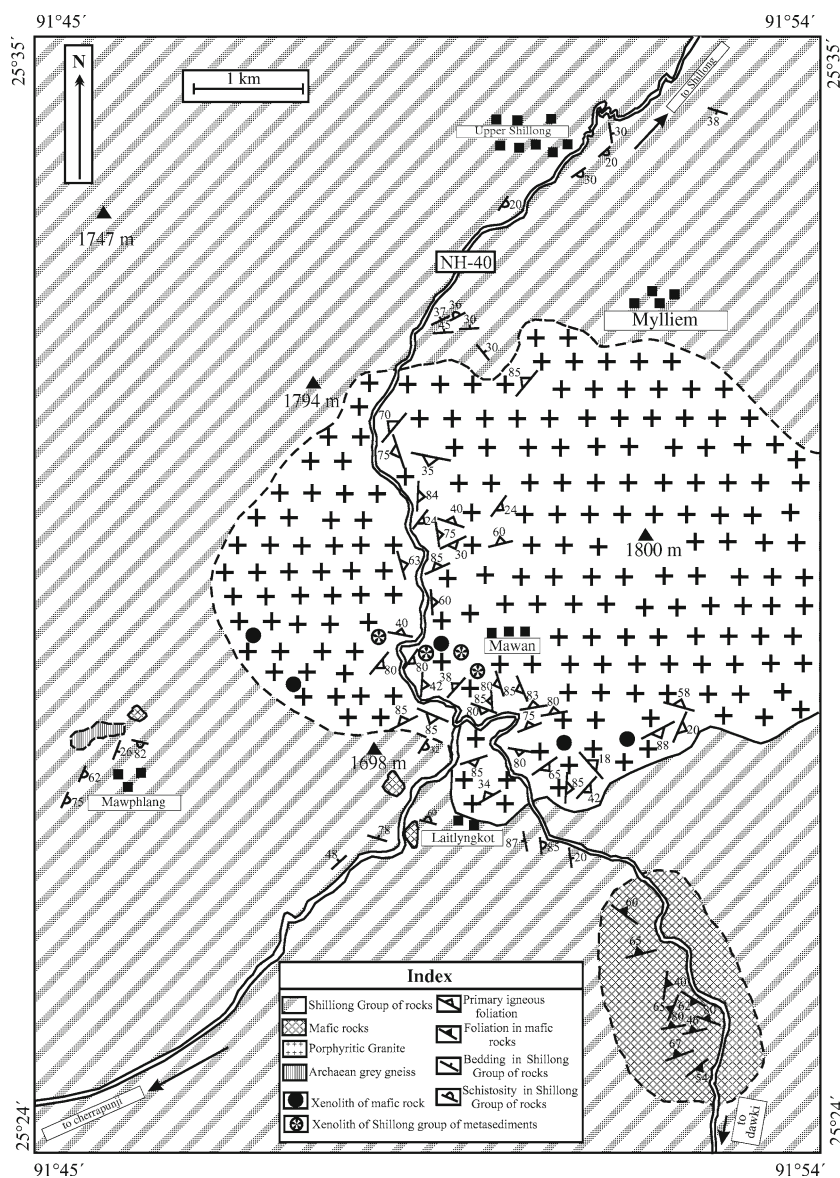 91°45´
91°54´
25°35´
25°35´
N
1 km
to Shillong
38
Upper Shillong
30
20
30
20
1747 m
NH-40
Mylliem
37
36
45
30
30
1794 m
85
70
75
35
84
24
40
24
75
60
30
1800 m
63
85
60
40
Mawan
80
80
42
38
80
85
83
85
80
80
58
85
85
75
20
88
1698 m
80
18
65
85
34
85
42
26
82
62
75
Mawphlang
78
Laitlyngkot
48
87
85
20
60
40
67
Index
Shilliong Group of rocks
Primary igneous
foliation
Mafic rocks
Foliation in mafic
rocks
Porphyritic Granite
Bedding in Shillong
Group of rocks
Archaean grey gneiss
Xenolith of mafic rock
Schistosity in Shillong
Group of rocks
Xenolith of Shillong group of metasediments
to cherrapunji
to
dawki
25°24´
25°24´
91°45´
91°54´